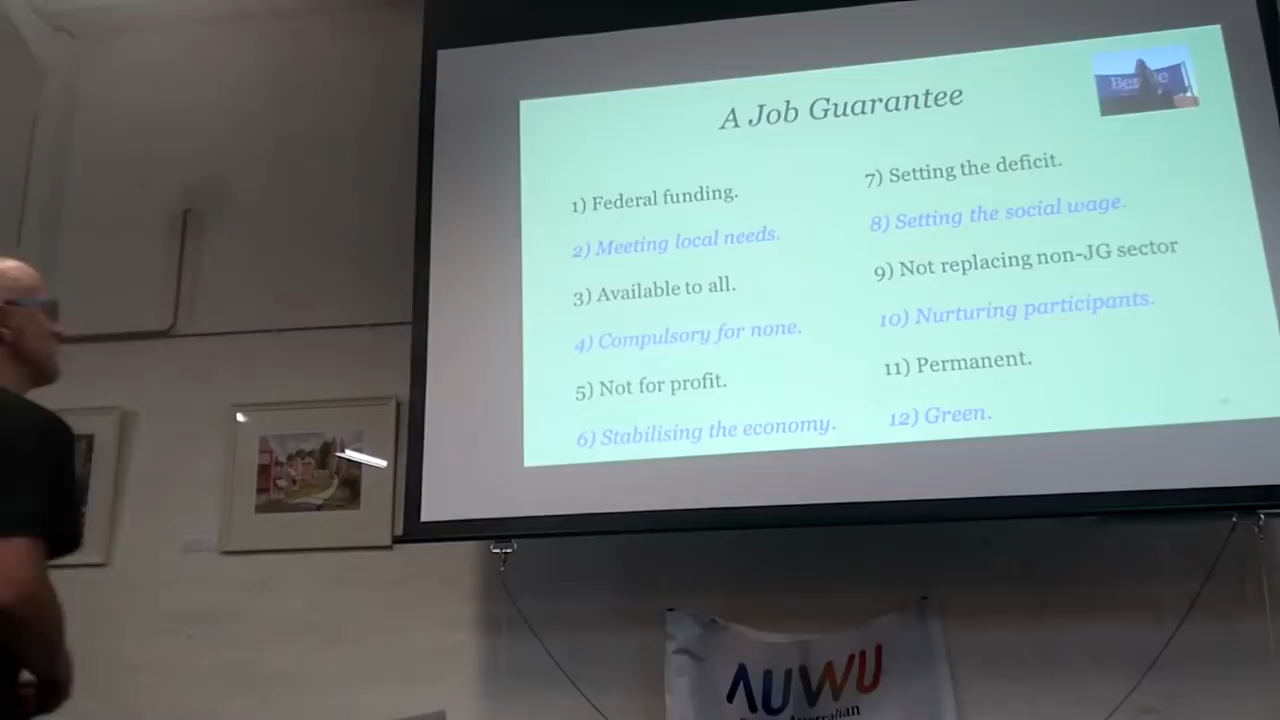 A Job Guarantee
1) Federal funding.
2) Meeting local needs.
3) Available to all.
4) Compulsory for none.
5) Not for profit.
6) Stabilising the economy.
7) Setting the deficit.
8) Setting the social wage.
9) Not replacing non-JG sector
10) Nurturing participants.
11) Permanent.
12) Green.
AUWU
Australian